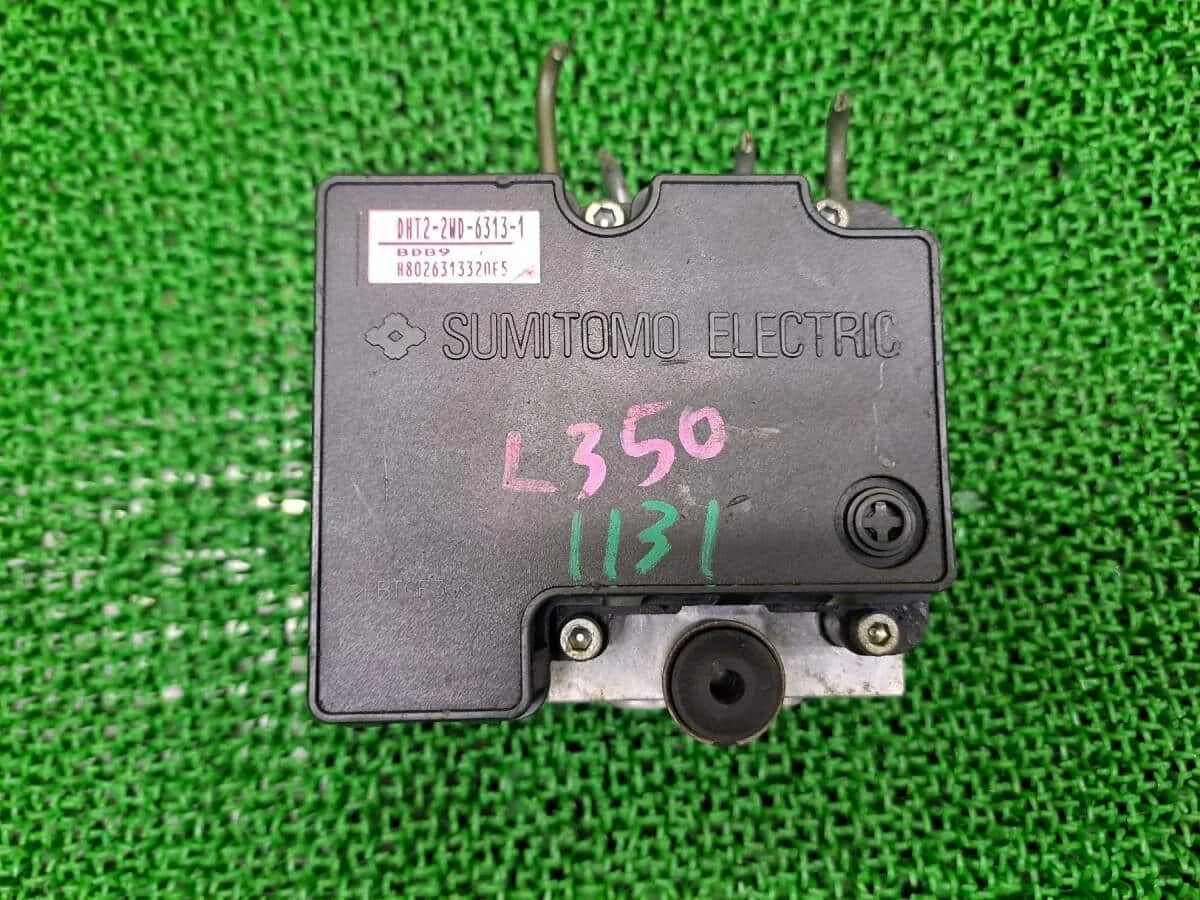 DHT2-2WD-6313-1
BDB9
H8026313320F5
SUMITOMO ELECTRIC
L350
1131